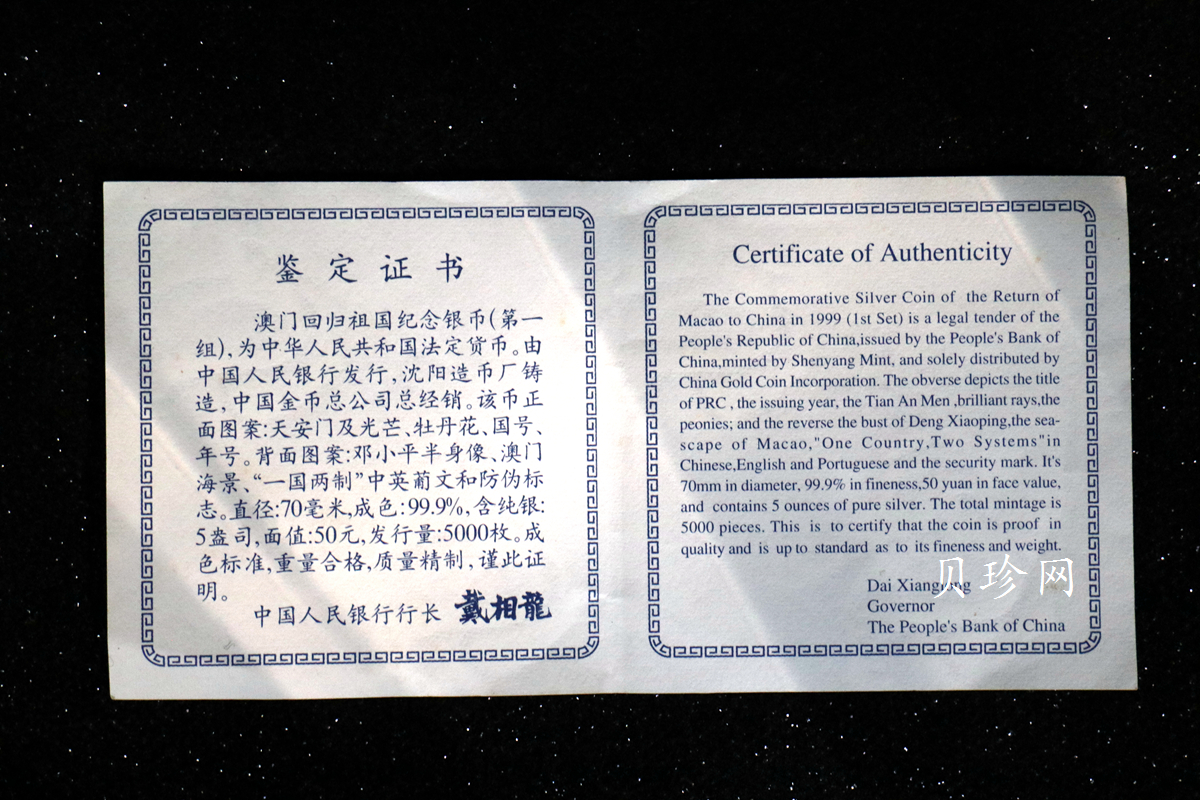 鉴定证书
澳门回归祖国纪念银币(第一
组),为中华人民共和国法定货币。由
中国人民银行发行,沈阳造币厂铸
造,中国金币总公司总经销。该币正
面图案:天安门及光芒、牡丹花、国号、
年号。背面图案:邓小平半身像、澳门
海景、“一国两制”中英葡文和防伪标
志。直径:70毫米,成色:99.9%,含纯银:
5盎司,面值:50元,发行量:5000枚。成
色标准,重量合格,质量精制,谨此证
明。
中国人民银行行长 戴相龍
Certificate of Authenticity
The Commemorative Silver Coin of the Return of
Macao to China in 1999 (1st Set) is a legal tender of the
People's Republic of China,issued by the People's Bank of
China,minted by Shenyang Mint, and solely distributed by
China Gold Coin Incorporation. The obverse depicts the title
of PRC , the issuing year, the Tian An Men ,brilliant rays,the
peonies; and the reverse the bust of Deng Xiaoping,the sea-
scape of Macao,"One Country,Two Systems"in
Chinese,English and Portuguese and the security mark. It's
70mm in diameter, 99.9% in fineness,50 yuan in face value,
and contains 5 ounces of pure silver. The total mintage is
5000 pieces. This is to certify that the coin is proof in
quality and is up to standard as to its fineness and weight.
贝珍网
Dai Xianglong
Governor
The People's Bank of China